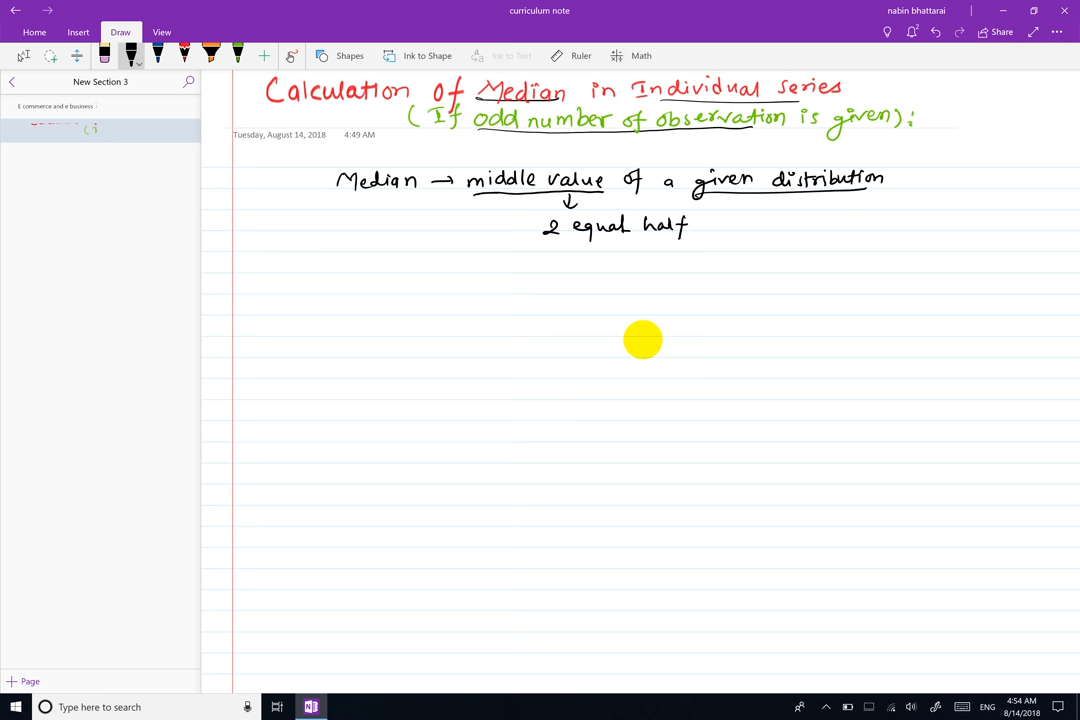 curriculum note
nabin bhattarai
Home Insert Draw View
Share
Shapes Ink to Shape Ink to Text Ruler Math
New Section 3
E commerce and e business
Calculation of Median in Individual series
(If odd number of observation is given):
Tuesday, August 14, 2018 4:49 AM
Median → middle value of a given distribution
↓
2 equal half
+ Page
Type here to search
ENG
4:54 AM
8/14/2018